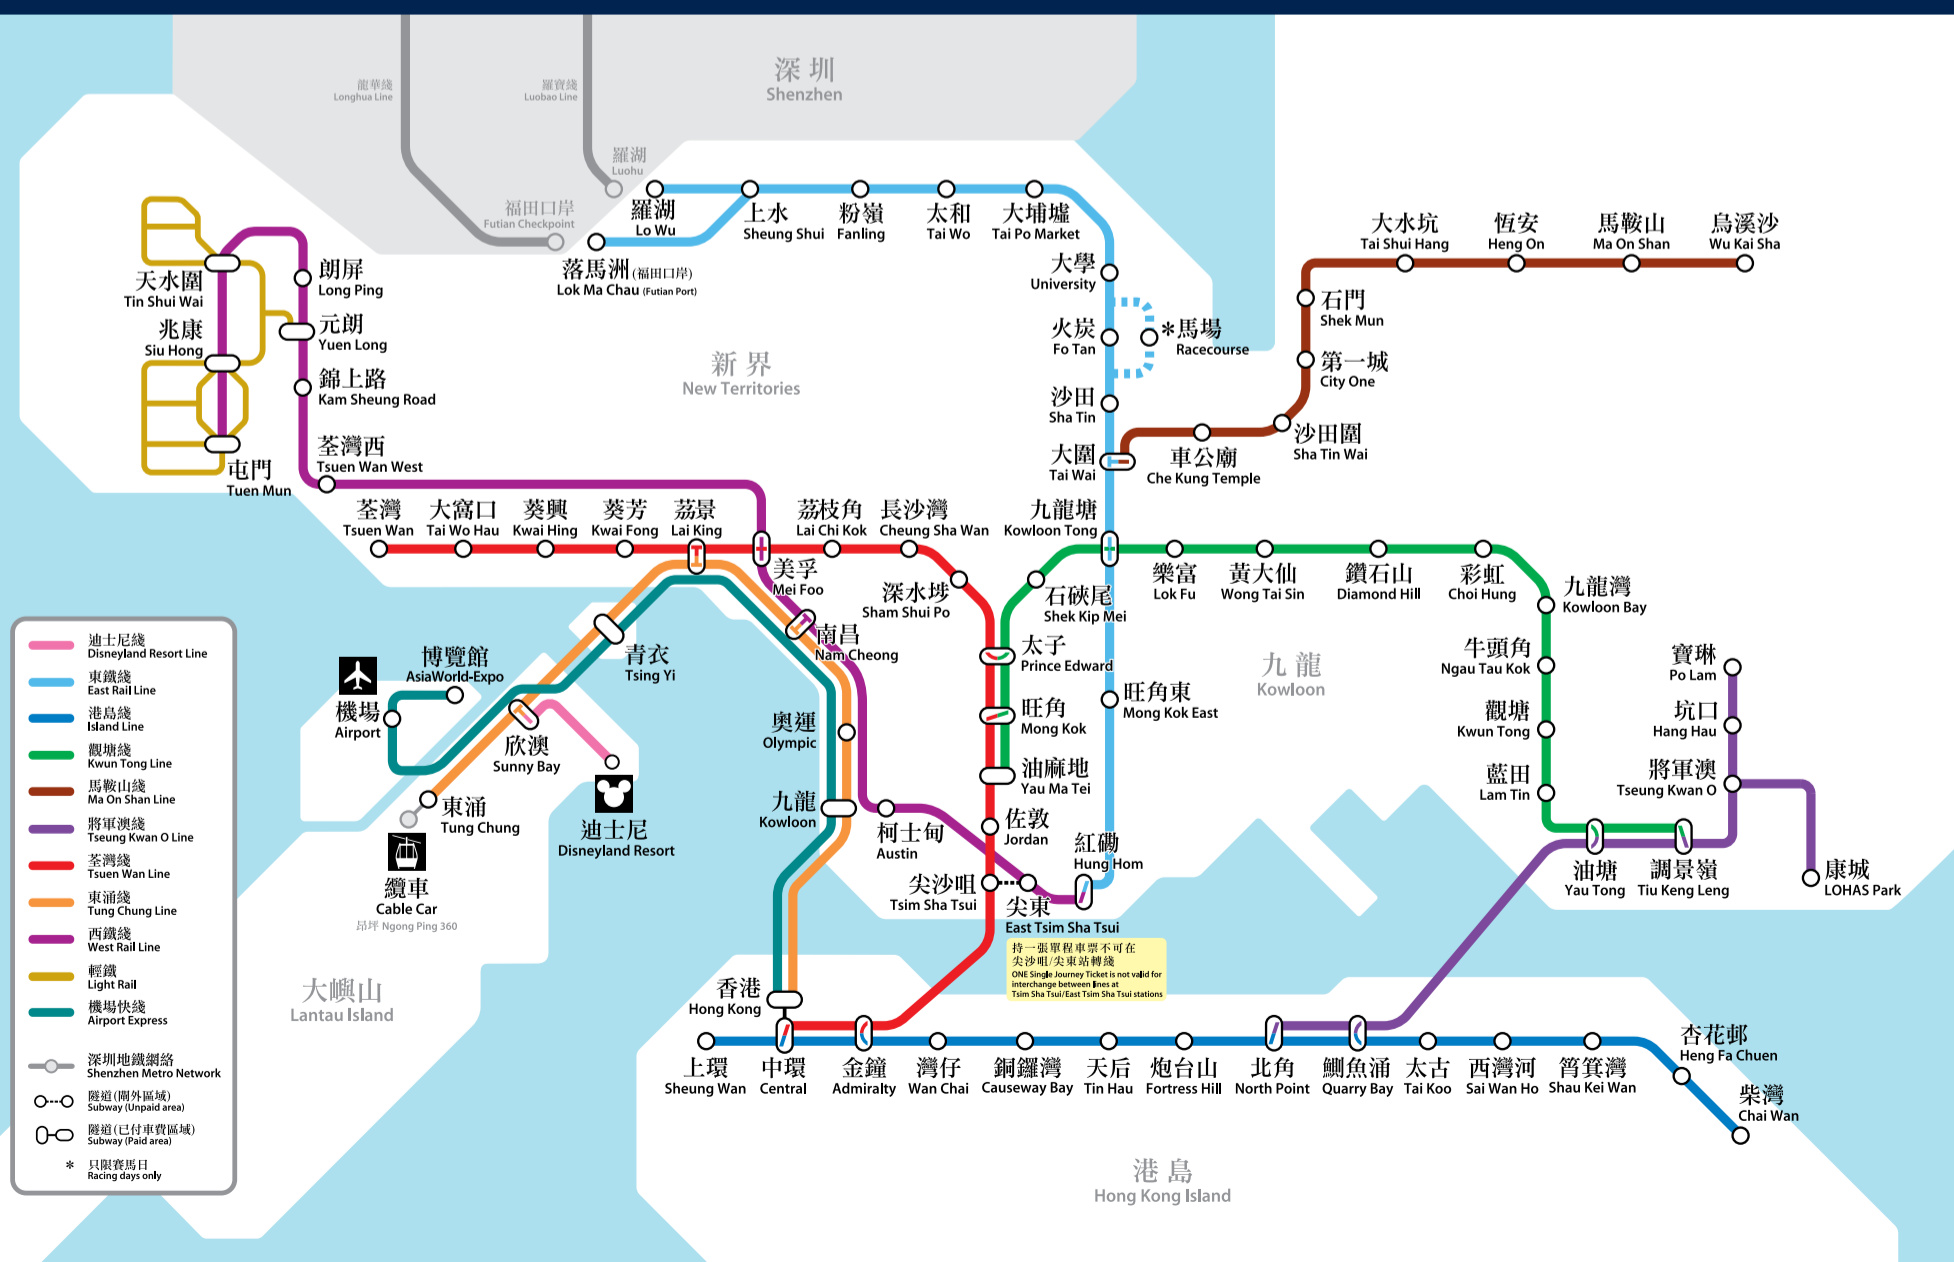 深圳
Shenzhen
龍華綫
Longhua Line
羅寶綫
Luobao Line
羅湖
Luohu
福田口岸
Futian Checkpoint
羅湖
Lo Wu
上水
Sheung Shui
粉嶺
Fanling
太和
Tai Wo
大埔墟
Tai Po Market
落馬洲(福田口岸)
Lok Ma Chau (Futian Port)
大學
University
火炭
Fo Tan
*馬場
Racecourse
沙田
Sha Tin
大圍
Tai Wai
大水坑
Tai Shui Hang
恆安
Heng On
馬鞍山
Ma On Shan
烏溪沙
Wu Kai Sha
石門
Shek Mun
第一城
City One
沙田圍
Sha Tin Wai
車公廟
Che Kung Temple
天水圍
Tin Shui Wai
兆康
Siu Hong
屯門
Tuen Mun
朗屏
Long Ping
元朗
Yuen Long
錦上路
Kam Sheung Road
荃灣西
Tsuen Wan West
新界
New Territories
荃灣
Tsuen Wan
大窩口
Tai Wo Hau
葵興
Kwai Hing
葵芳
Kwai Fong
荔景
Lai King
美孚
Mei Foo
荔枝角
Lai Chi Kok
長沙灣
Cheung Sha Wan
深水埗
Sham Shui Po
九龍塘
Kowloon Tong
石硤尾
Shek Kip Mei
太子
Prince Edward
旺角
Mong Kok
油麻地
Yau Ma Tei
佐敦
Jordan
尖沙咀
Tsim Sha Tsui
尖東
East Tsim Sha Tsui
紅磡
Hung Hom
旺角東
Mong Kok East
九龍
Kowloon
樂富
Lok Fu
黃大仙
Wong Tai Sin
鑽石山
Diamond Hill
彩虹
Choi Hung
九龍灣
Kowloon Bay
牛頭角
Ngau Tau Kok
觀塘
Kwun Tong
藍田
Lam Tin
油塘
Yau Tong
調景嶺
Tiu Keng Leng
寶琳
Po Lam
坑口
Hang Hau
將軍澳
Tseung Kwan O
康城
LOHAS Park
南昌
Nam Cheong
奧運
Olympic
九龍
Kowloon
柯士甸
Austin
青衣
Tsing Yi
博覽館
AsiaWorld-Expo
機場
Airport
欣澳
Sunny Bay
迪士尼
Disneyland Resort
東涌
Tung Chung
纜車
Cable Car
昂坪 Ngong Ping 360
大嶼山
Lantau Island
持一張單程車票不可在
尖沙咀/尖東站轉綫
ONE Single Journey Ticket is not valid for
interchange between lines at
Tsim Sha Tsui/East Tsim Sha Tsui stations
香港
Hong Kong
上環
Sheung Wan
中環
Central
金鐘
Admiralty
灣仔
Wan Chai
銅鑼灣
Causeway Bay
天后
Tin Hau
炮台山
Fortress Hill
北角
North Point
鰂魚涌
Quarry Bay
太古
Tai Koo
西灣河
Sai Wan Ho
筲箕灣
Shau Kei Wan
杏花邨
Heng Fa Chuen
柴灣
Chai Wan
港島
Hong Kong Island
迪士尼綫
Disneyland Resort Line
東鐵綫
East Rail Line
港島綫
Island Line
觀塘綫
Kwun Tong Line
馬鞍山綫
Ma On Shan Line
將軍澳綫
Tseung Kwan O Line
荃灣綫
Tsuen Wan Line
東涌綫
Tung Chung Line
西鐵綫
West Rail Line
輕鐵
Light Rail
機場快綫
Airport Express
深圳地鐵網絡
Shenzhen Metro Network
隧道(閘外區域)
Subway (Unpaid area)
隧道(已付車費區域)
Subway (Paid area)
* 只限賽馬日
Racing days only